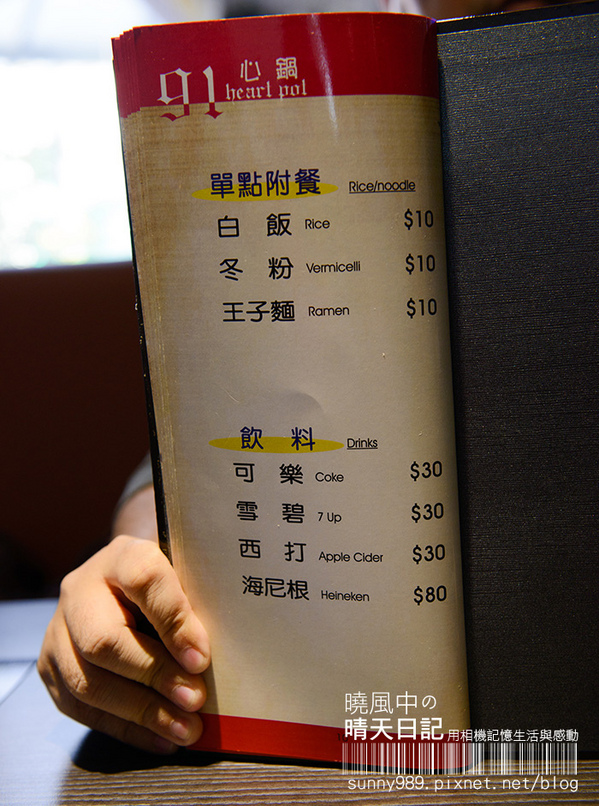 91 心鍋
heart pot
單點附餐 Rice/noodle
白飯 Rice $10
冬粉 Vermicelli $10
王子麵 Ramen $10
飲料 Drinks
可樂 Coke $30
雪碧 7 Up $30
西打 Apple Cider $30
海尼根 Heineken $80
曉風中の
晴天日記 用相機記憶生活與感動
sunny989.pixnet.net/blog